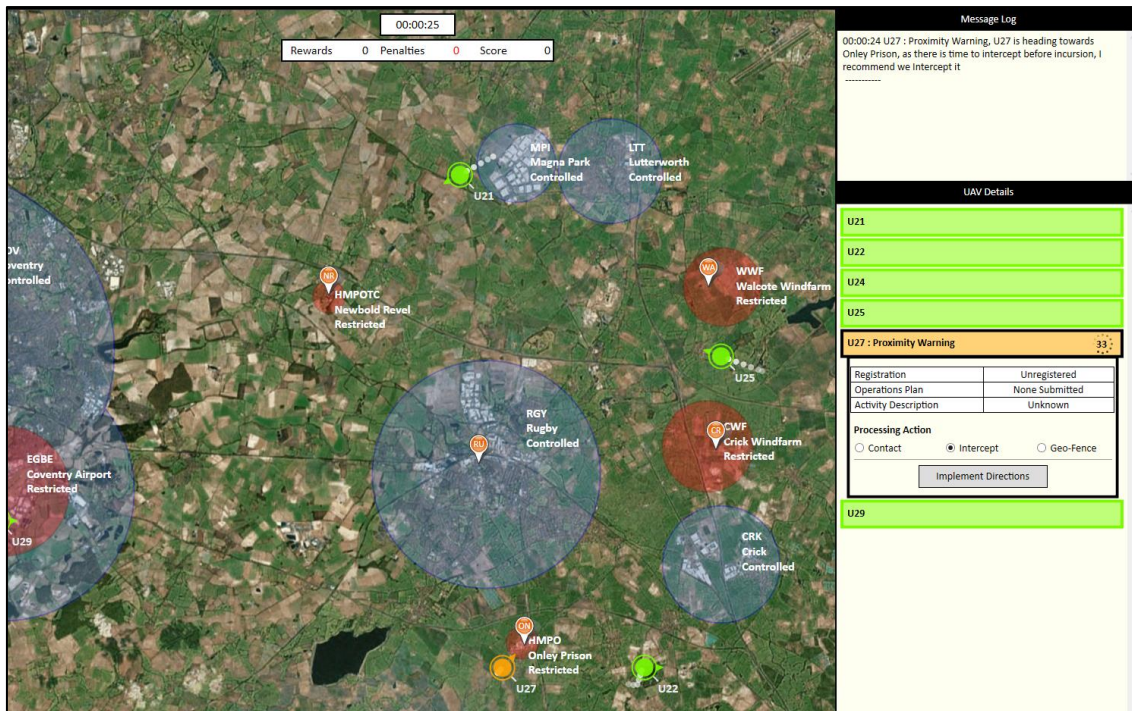 00:00:25
Rewards 0 Penalties 0 Score 0
MPI
Magna Park
Controlled
LTT
Lutterworth
Controlled
U21
NR
HMPOTC
Newbold Revel
Restricted
WA
WWF
Walcote Windfarm
Restricted
OV
oventry
ontrolled
U25
RGY
Rugby
Controlled
RU
CR
CWF
Crick Windfarm
Restricted
EGBE
Coventry Airport
Restricted
U29
CRK
Crick
Controlled
ON
HMPO
Onley Prison
Restricted
U27
U22
Message Log
00:00:24 U27 : Proximity Warning, U27 is heading towards
Onley Prison, as there is time to intercept before incursion, I
recommend we Intercept it
-----------
UAV Details
U21
U22
U24
U25
U27 : Proximity Warning 33
Registration Unregistered
Operations Plan None Submitted
Activity Description Unknown
Processing Action
Contact Intercept Geo-Fence
Implement Directions
U29